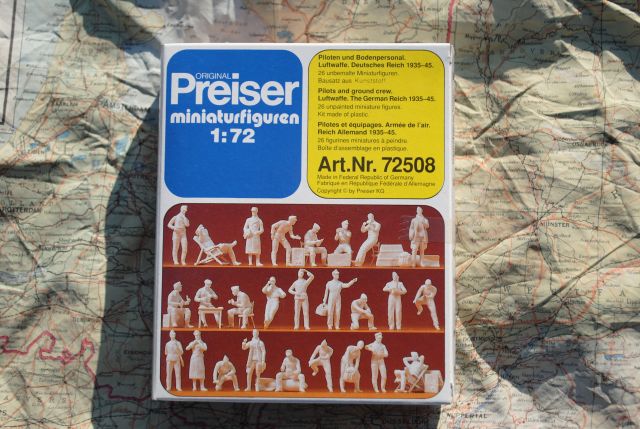 ORIGINAL
Preiser
miniaturfiguren
1:72
Piloten und Bodenpersonal.
Luftwaffe. Deutsches Reich 1935-45.
26 unbemalte Miniaturfiguren.
Bausatz aus Kunststoff.
Pilots and ground crew.
Luftwaffe. The German Reich 1935-45.
26 unpainted miniature figures.
Kit made of plastic.
Pilotes et équipages. Armée de l'air.
Reich Allemand 1935-45.
26 figurines miniatures à peindre.
Boîte d'assemblage en plastique.
Art.Nr. 72508
Made in Federal Republic of Germany
Fabriqué en République Fédérale d'Allemagne
Copyright © by Preiser KG
MÜNSTER